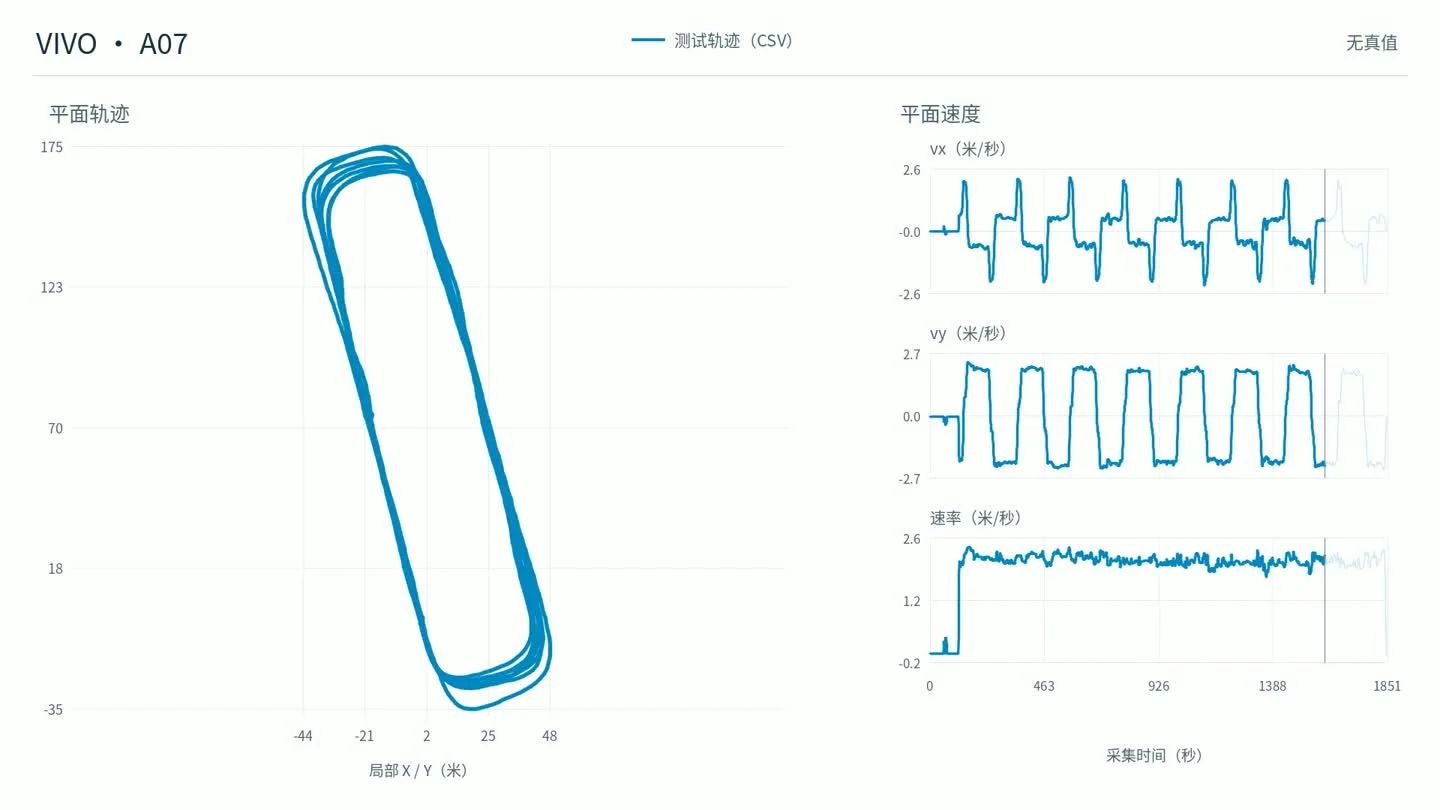 VIVO · A07
测试轨迹（CSV）
无真值
平面轨迹
175
123
70
18
-35
-44 -21 2 25 48
局部 X / Y（米）
平面速度
vx（米/秒）
2.6
-0.0
-2.6
vy（米/秒）
2.7
0.0
-2.7
速率（米/秒）
2.6
1.2
-0.2
0 463 926 1388 1851
采集时间（秒）